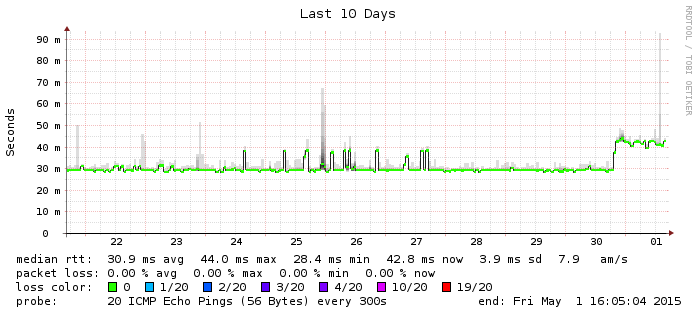 Last 10 Days
RRDTOOL / TOBI OETIKER
Seconds
90 m
80 m
70 m
60 m
50 m
40 m
30 m
20 m
10 m
0
22 23 24 25 26 27 28 29 30 01
median rtt: 30.9 ms avg 44.0 ms max 28.4 ms min 42.8 ms now 3.9 ms sd 7.9 am/s
packet loss: 0.00 % avg 0.00 % max 0.00 % min 0.00 % now
loss color: 0 1/20 2/20 3/20 4/20 10/20 19/20
probe: 20 ICMP Echo Pings (56 Bytes) every 300s end: Fri May 1 16:05:04 2015